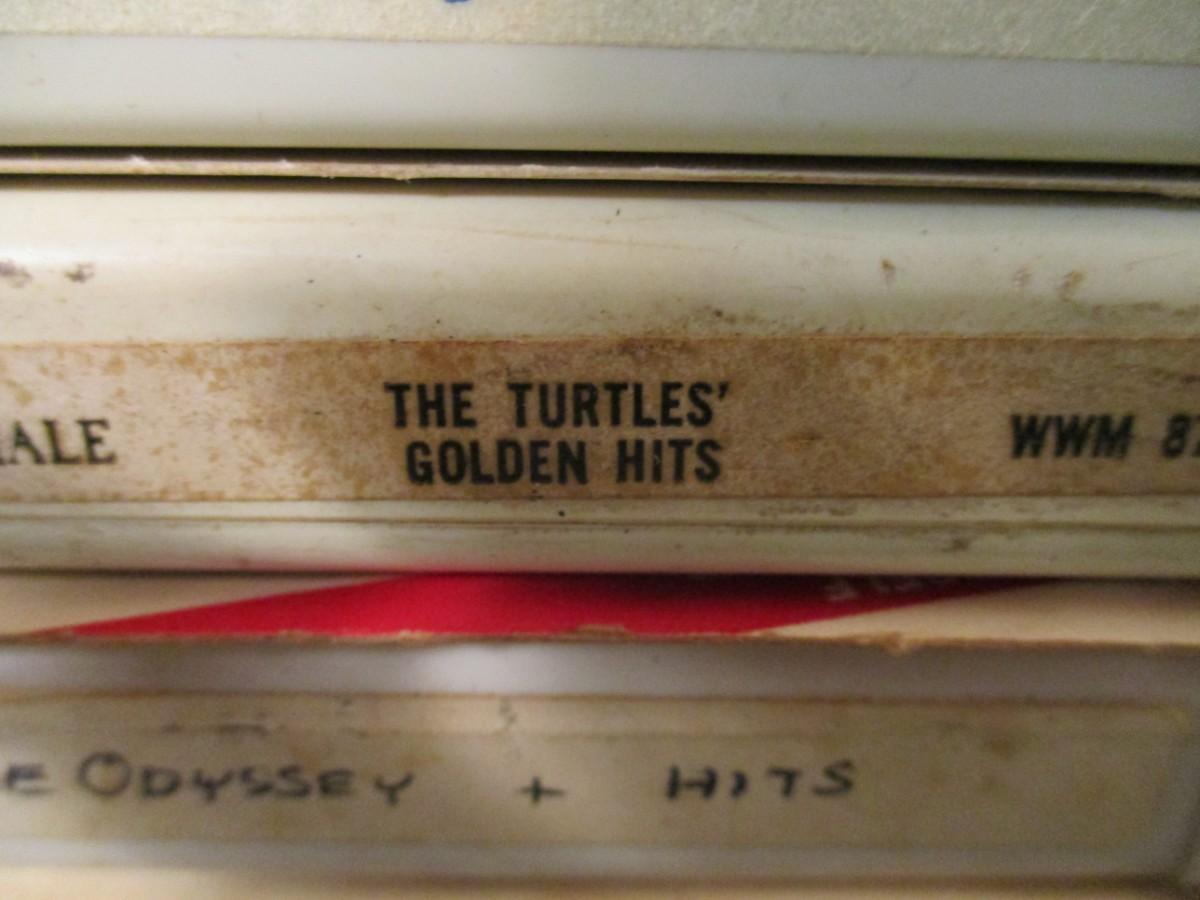 ALE
THE TURTLES'
GOLDEN HITS
WWM 8
E ODYSSEY + HITS